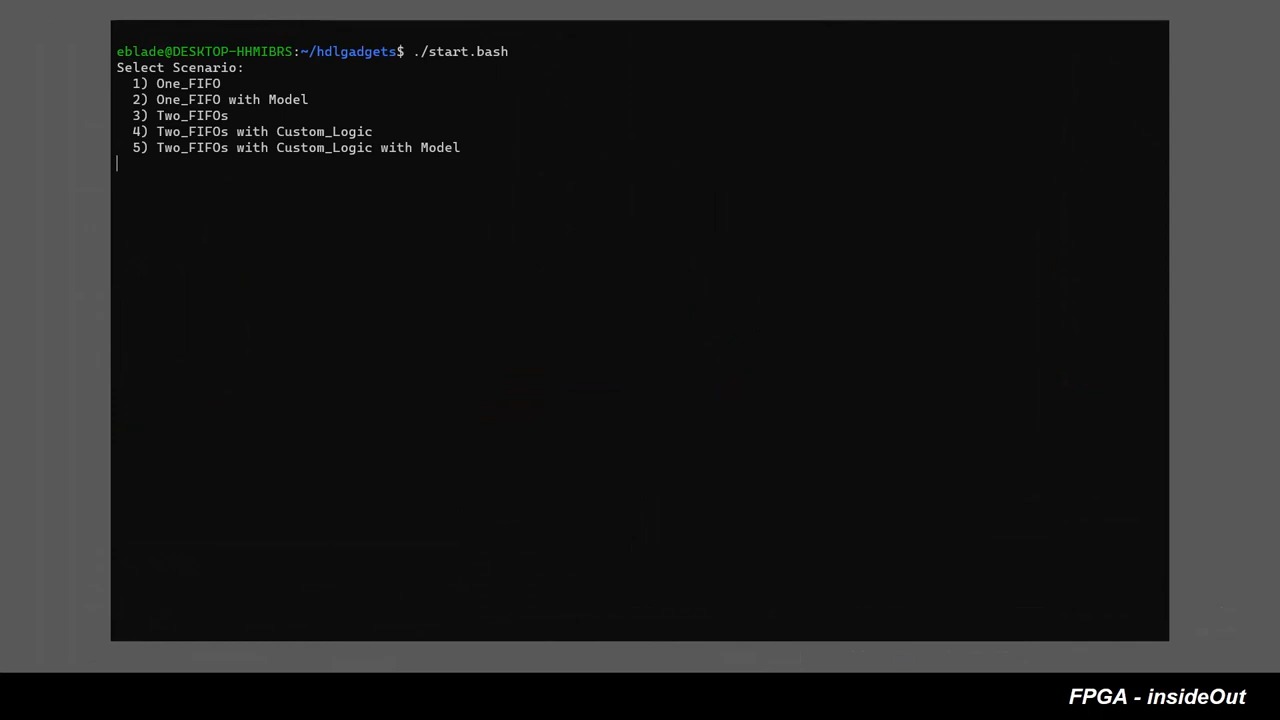 eblade@DESKTOP-HHMIBRS:~/hdlgadgets$ ./start.bash
Select Scenario:
1) One_FIFO
2) One_FIFO with Model
3) Two_FIFOs
4) Two_FIFOs with Custom_Logic
5) Two_FIFOs with Custom_Logic with Model
FPGA - insideOut